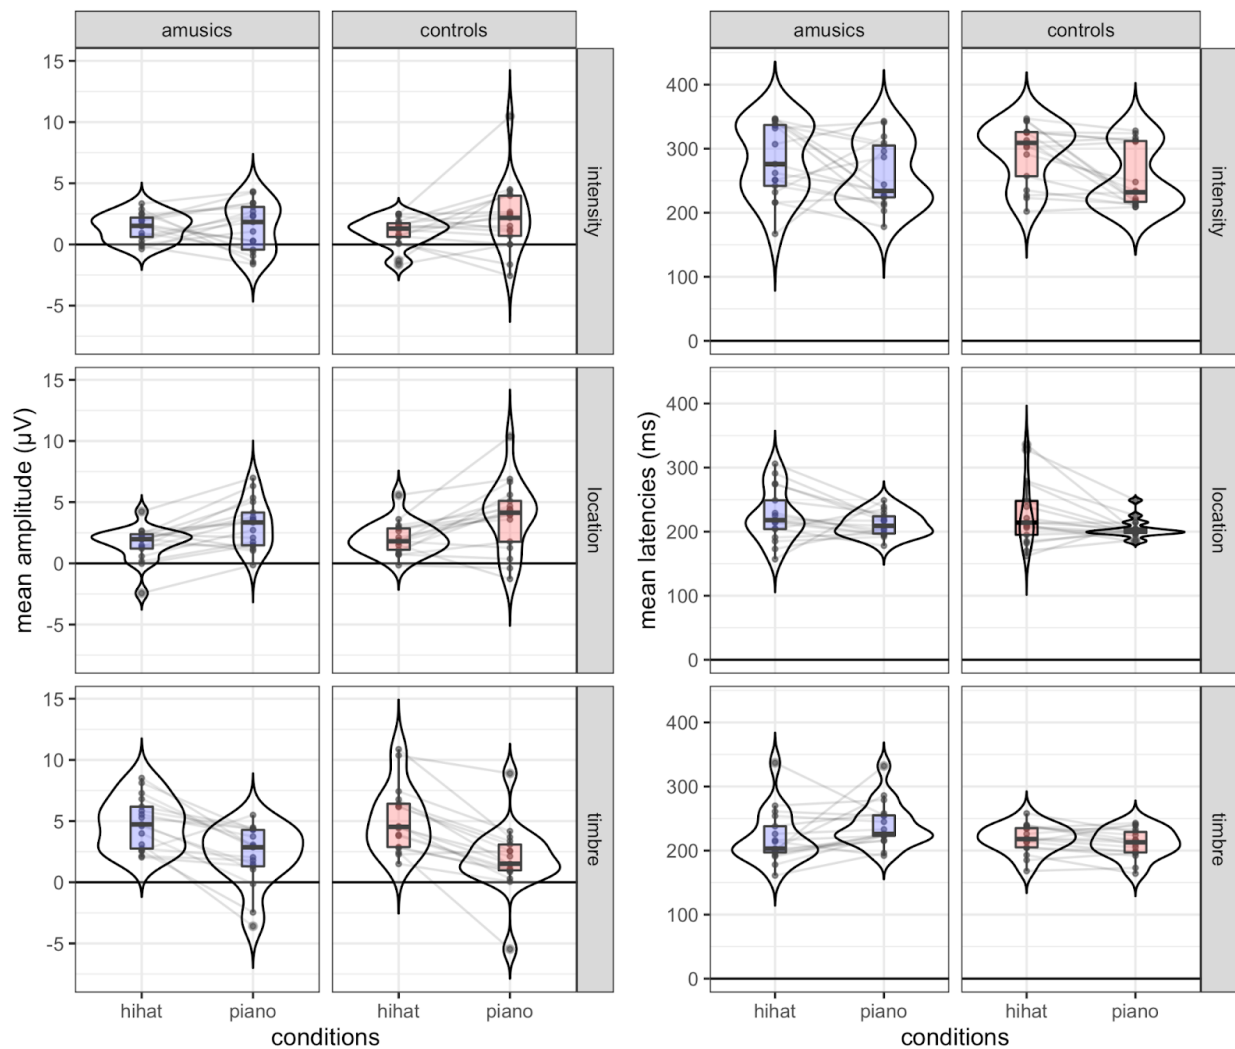 amusics
controls
15
10
5
0
-5
intensity
15
10
5
0
-5
location
15
10
5
0
-5
timbre
mean amplitude (µV)
hihat
piano
hihat
piano
conditions
amusics
controls
400
300
200
100
0
intensity
400
300
200
100
0
location
400
300
200
100
0
timbre
mean latencies (ms)
hihat
piano
hihat
piano
conditions